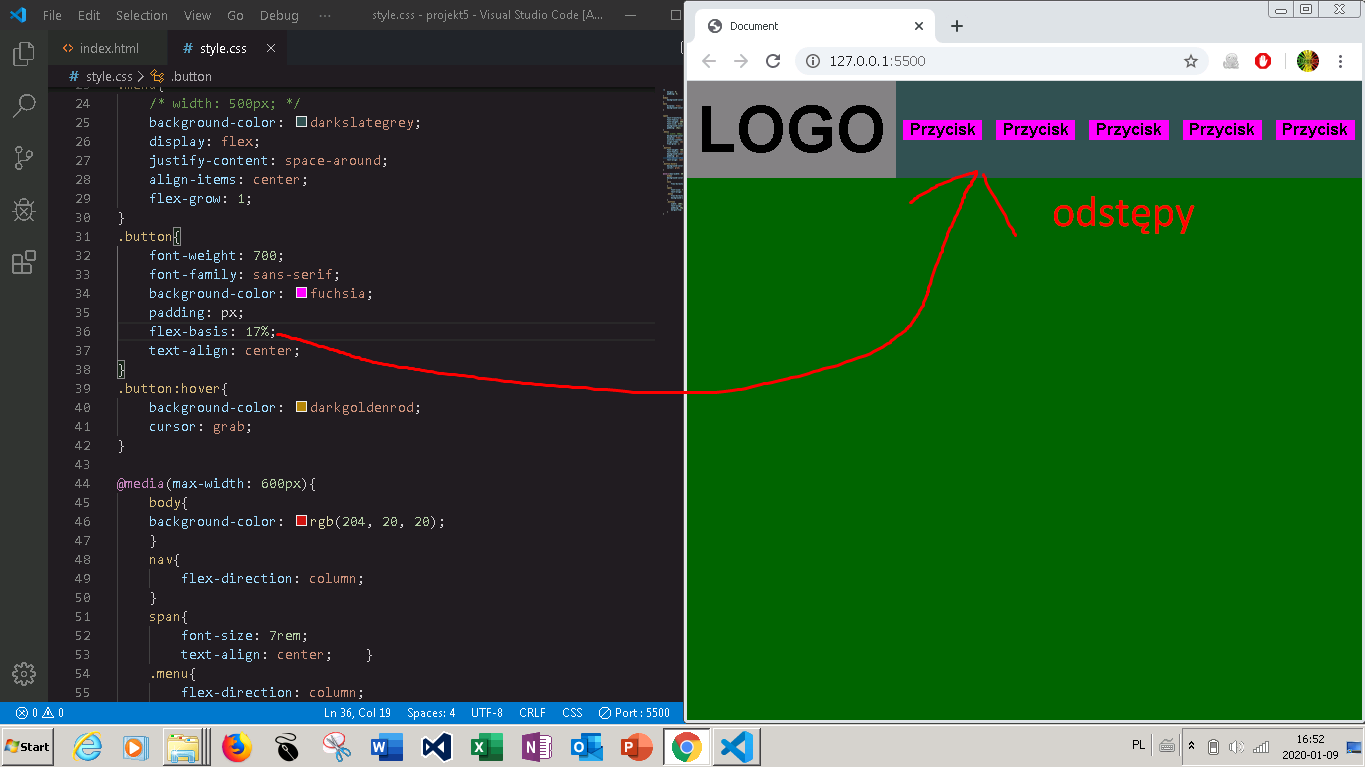 File Edit Selection View Go Debug ··· style.css - projekt5 - Visual Studio Code [A...
index.html # style.css
# style.css > .button
24 /* width: 500px; */
25 background-color: darkslategrey;
26 display: flex;
27 justify-content: space-around;
28 align-items: center;
29 flex-grow: 1;
30 }
31 .button{
32 font-weight: 700;
33 font-family: sans-serif;
34 background-color: fuchsia;
35 padding: px;
36 flex-basis: 17%;
37 text-align: center;
38 }
39 .button:hover{
40 background-color: darkgoldenrod;
41 cursor: grab;
42 }
43
44 @media(max-width: 600px){
45 body{
46 background-color: rgb(204, 20, 20);
47 }
48 nav{
49 flex-direction: column;
50 }
51 span{
52 font-size: 7rem;
53 text-align: center; }
54 .menu{
55 flex-direction: column;
0 0 Ln 36, Col 19 Spaces: 4 UTF-8 CRLF CSS Port : 5500
Document
127.0.0.1:5500
LOGO Przycisk Przycisk Przycisk Przycisk Przycisk
odstępy
Start PL 16:52
2020-01-09